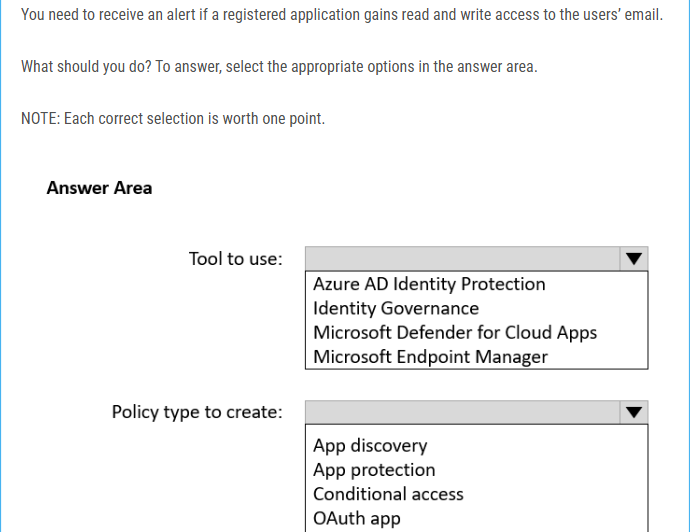 You need to receive an alert if a registered application gains read and write access to the users’ email.
What should you do? To answer, select the appropriate options in the answer area.
NOTE: Each correct selection is worth one point.
Answer Area
Tool to use:
Azure AD Identity Protection
Identity Governance
Microsoft Defender for Cloud Apps
Microsoft Endpoint Manager
Policy type to create:
App discovery
App protection
Conditional access
OAuth app